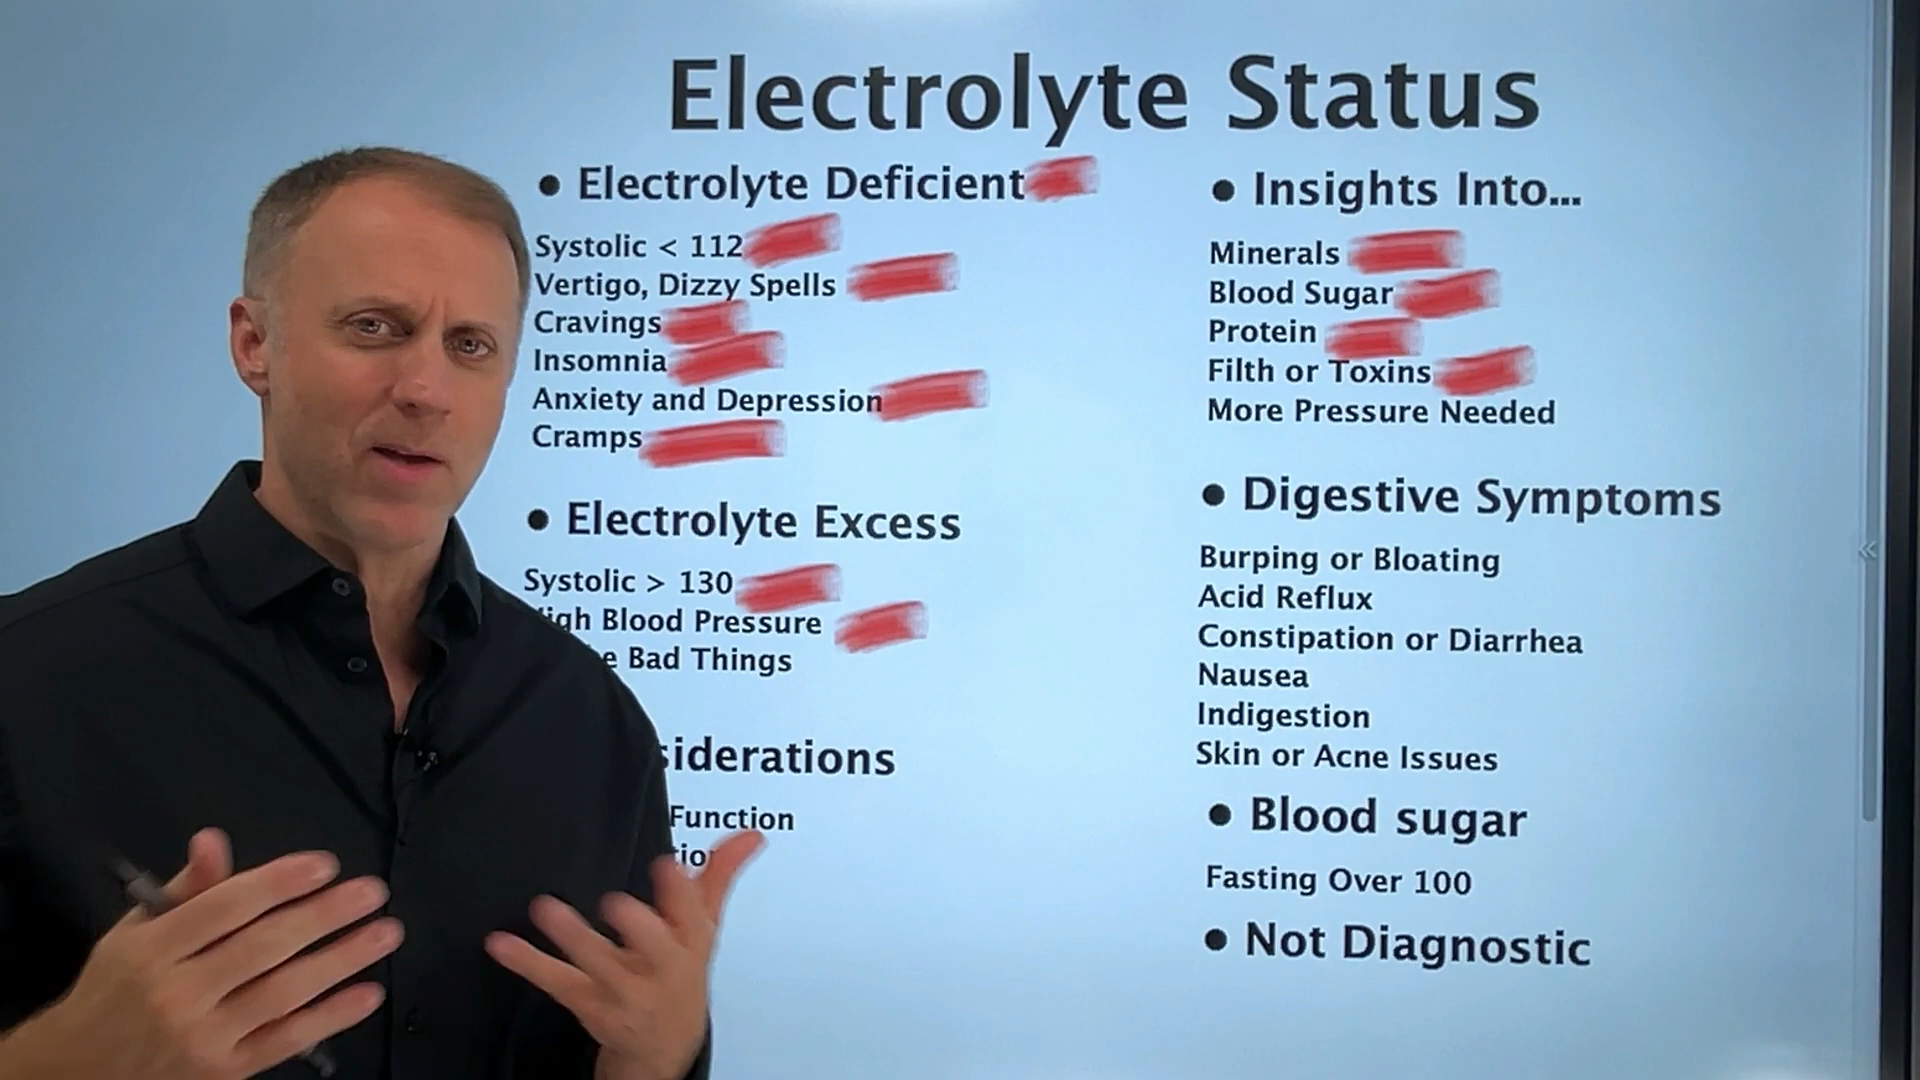 Electrolyte Status
• Electrolyte Deficient
Systolic < 112
Vertigo, Dizzy Spells
Cravings
Insomnia
Anxiety and Depression
Cramps
• Electrolyte Excess
Systolic > 130
High Blood Pressure
Bad Things
Function
• Insights Into...
Minerals
Blood Sugar
Protein
Filth or Toxins
More Pressure Needed
• Digestive Symptoms
Burping or Bloating
Acid Reflux
Constipation or Diarrhea
Nausea
Indigestion
Skin or Acne Issues
• Blood sugar
Fasting Over 100
• Not Diagnostic